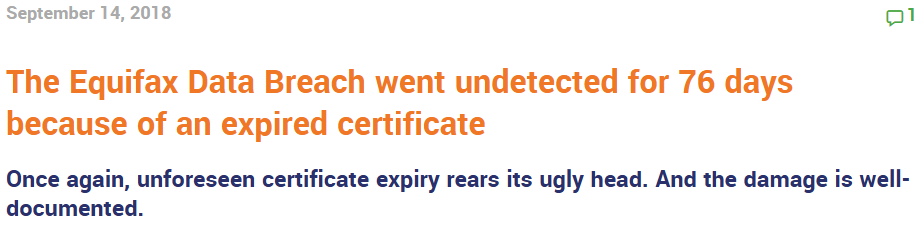 September 14, 2018
1
The Equifax Data Breach went undetected for 76 days
because of an expired certificate
Once again, unforeseen certificate expiry rears its ugly head. And the damage is well-
documented.